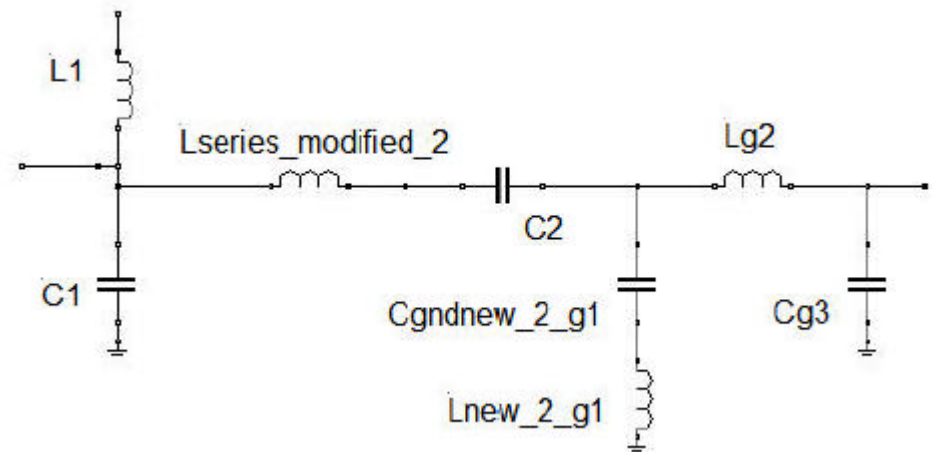 L1
Lseries_modified_2
Lg2
C2
C1
Cgndnew_2_g1
Cg3
Lnew_2_g1